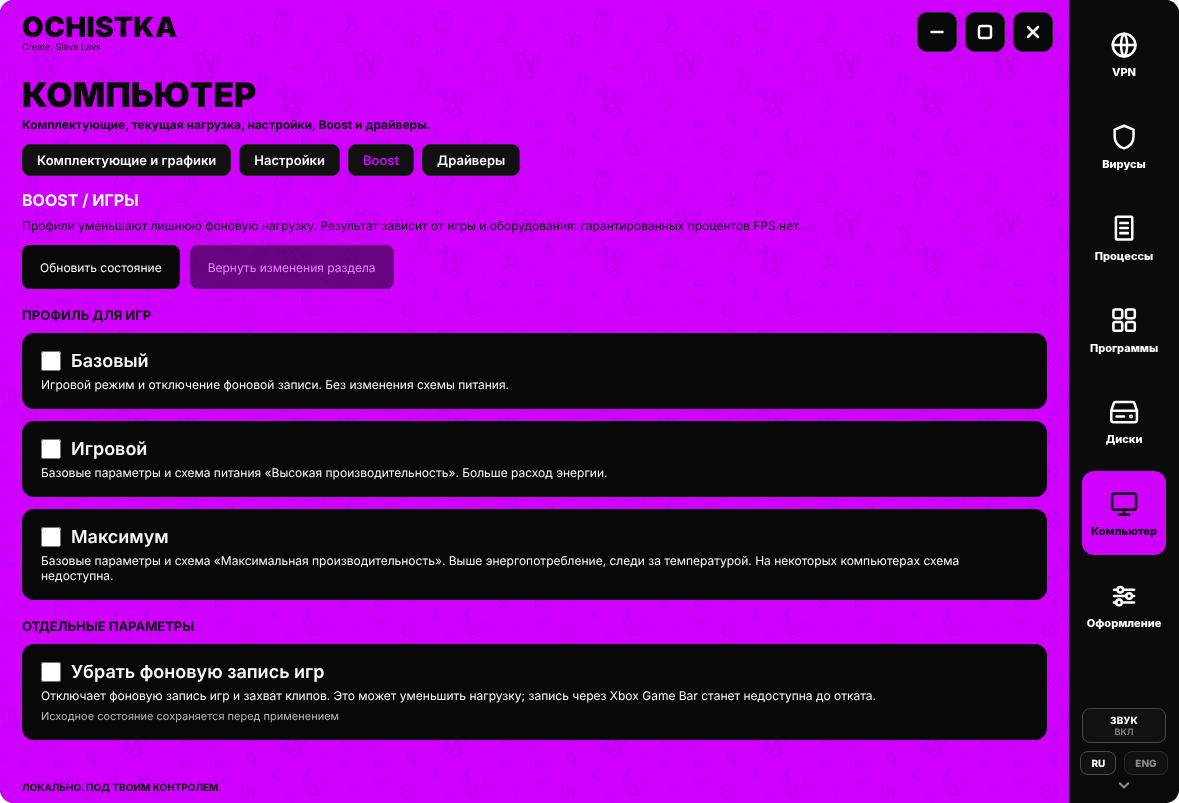 OCHISTKA
Create: Slava Lavs
КОМПЬЮТЕР
Комплектующие, текущая нагрузка, настройки, Boost и драйверы.
Комплектующие и графики
Настройки
Boost
Драйверы
BOOST / ИГРЫ
Профили уменьшают лишнюю фоновую нагрузку. Результат зависит от игры и оборудования: гарантированных процентов FPS нет.
Обновить состояние
Вернуть изменения раздела
ПРОФИЛЬ ДЛЯ ИГР
Базовый
Игровой режим и отключение фоновой записи. Без изменения схемы питания.
Игровой
Базовые параметры и схема питания «Высокая производительность». Больше расход энергии.
Максимум
Базовые параметры и схема «Максимальная производительность». Выше энергопотребление, следи за температурой. На некоторых компьютерах схема
недоступна.
ОТДЕЛЬНЫЕ ПАРАМЕТРЫ
Убрать фоновую запись игр
Отключает фоновую запись игр и захват клипов. Это может уменьшить нагрузку; запись через Xbox Game Bar станет недоступна до отката.
Исходное состояние сохраняется перед применением
ЛОКАЛЬНО. ПОД ТВОИМ КОНТРОЛЕМ.
VPN
Вирусы
Процессы
Программы
Диски
Компьютер
Оформление
ЗВУК
ВКЛ
RU
ENG